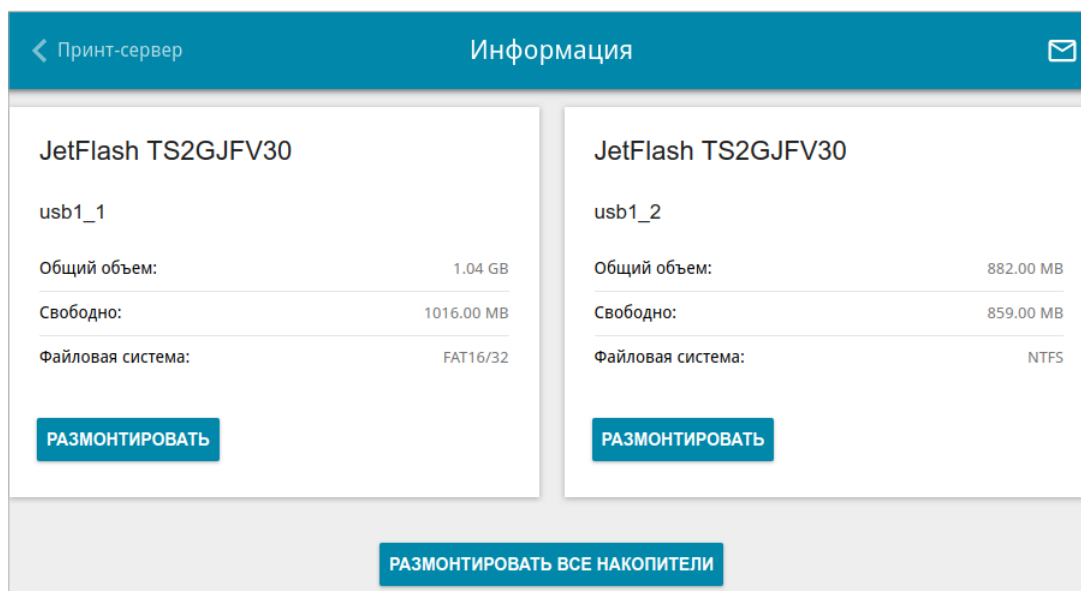 Принт-сервер
Информация
JetFlash TS2GJFV30
usb1_1
Общий объем: 1.04 GB
Свободно: 1016.00 MB
Файловая система: FAT16/32
РАЗМОНТИРОВАТЬ
JetFlash TS2GJFV30
usb1_2
Общий объем: 882.00 MB
Свободно: 859.00 MB
Файловая система: NTFS
РАЗМОНТИРОВАТЬ
РАЗМОНТИРОВАТЬ ВСЕ НАКОПИТЕЛИ